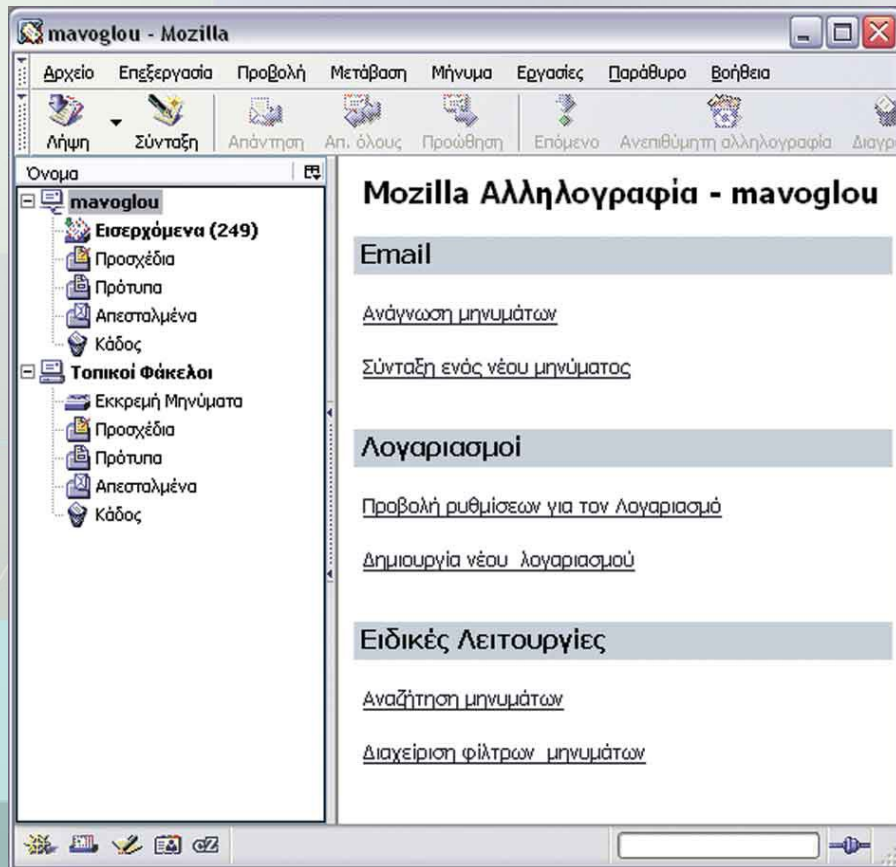 mavoglou - Mozilla
Αρχείο Επεξεργασία Προβολή Μετάβαση Μήνυμα Εργασίες Παράθυρο Βοήθεια
Λήψη Σύνταξη Απάντηση Απ. όλους Προώθηση Επόμενο Ανεπιθύμητη αλληλογραφία Διαγρ
Όνομα
mavoglou
Εισερχόμενα (249)
Προσχέδια
Πρότυπα
Απεσταλμένα
Κάδος
Τοπικοί Φάκελοι
Εκκρεμή Μηνύματα
Προσχέδια
Πρότυπα
Απεσταλμένα
Κάδος
Mozilla Αλληλογραφία - mavoglou
Email
Ανάγνωση μηνυμάτων
Σύνταξη ενός νέου μηνύματος
Λογαριασμοί
Προβολή ρυθμίσεων για τον Λογαριασμό
Δημιουργία νέου λογαριασμού
Ειδικές Λειτουργίες
Αναζήτηση μηνυμάτων
Διαχείριση φίλτρων μηνυμάτων